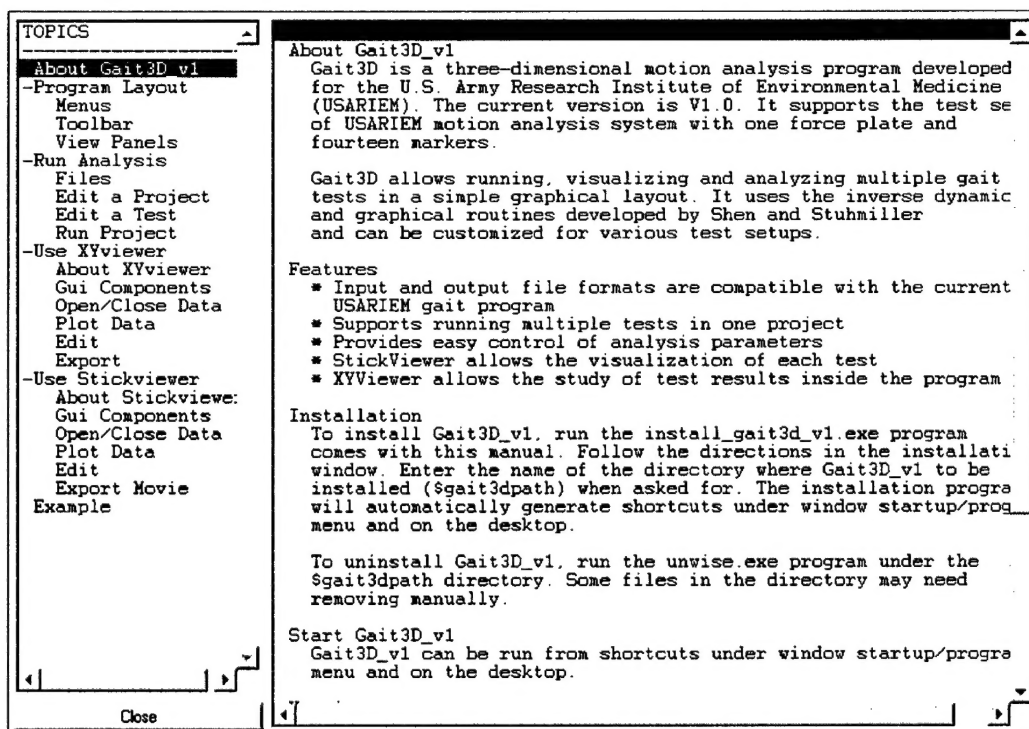 TOPICS
About Gait3D_v1
-Program Layout
Menus
Toolbar
View Panels
-Run Analysis
Files
Edit a Project
Edit a Test
Run Project
-Use XYviewer
About XYviewer
Gui Components
Open/Close Data
Plot Data
Edit
Export
-Use Stickviewer
About Stickviewe
Gui Components
Open/Close Data
Plot Data
Edit
Export Movie
Example
Close
About Gait3D_v1
Gait3D is a three-dimensional motion analysis program developed
for the U.S. Army Research Institute of Environmental Medicine
(USARIEM). The current version is V1.0. It supports the test se
of USARIEM motion analysis system with one force plate and
fourteen markers.
Gait3D allows running, visualizing and analyzing multiple gait
tests in a simple graphical layout. It uses the inverse dynamic
and graphical routines developed by Shen and Stuhmiller
and can be customized for various test setups.
Features
* Input and output file formats are compatible with the current
USARIEM gait program
* Supports running multiple tests in one project
* Provides easy control of analysis parameters
* StickViewer allows the visualization of each test
* XYViewer allows the study of test results inside the program
Installation
To install Gait3D_v1, run the install_gait3d_v1.exe program
comes with this manual. Follow the directions in the installati
window. Enter the name of the directory where Gait3D_v1 to be
installed ($gait3dpath) when asked for. The installation progra
will automatically generate shortcuts under window startup/prog
menu and on the desktop.
To uninstall Gait3D_v1, run the unwise.exe program under the
$gait3dpath directory. Some files in the directory may need
removing manually.
Start Gait3D_v1
Gait3D_v1 can be run from shortcuts under window startup/progra
menu and on the desktop.